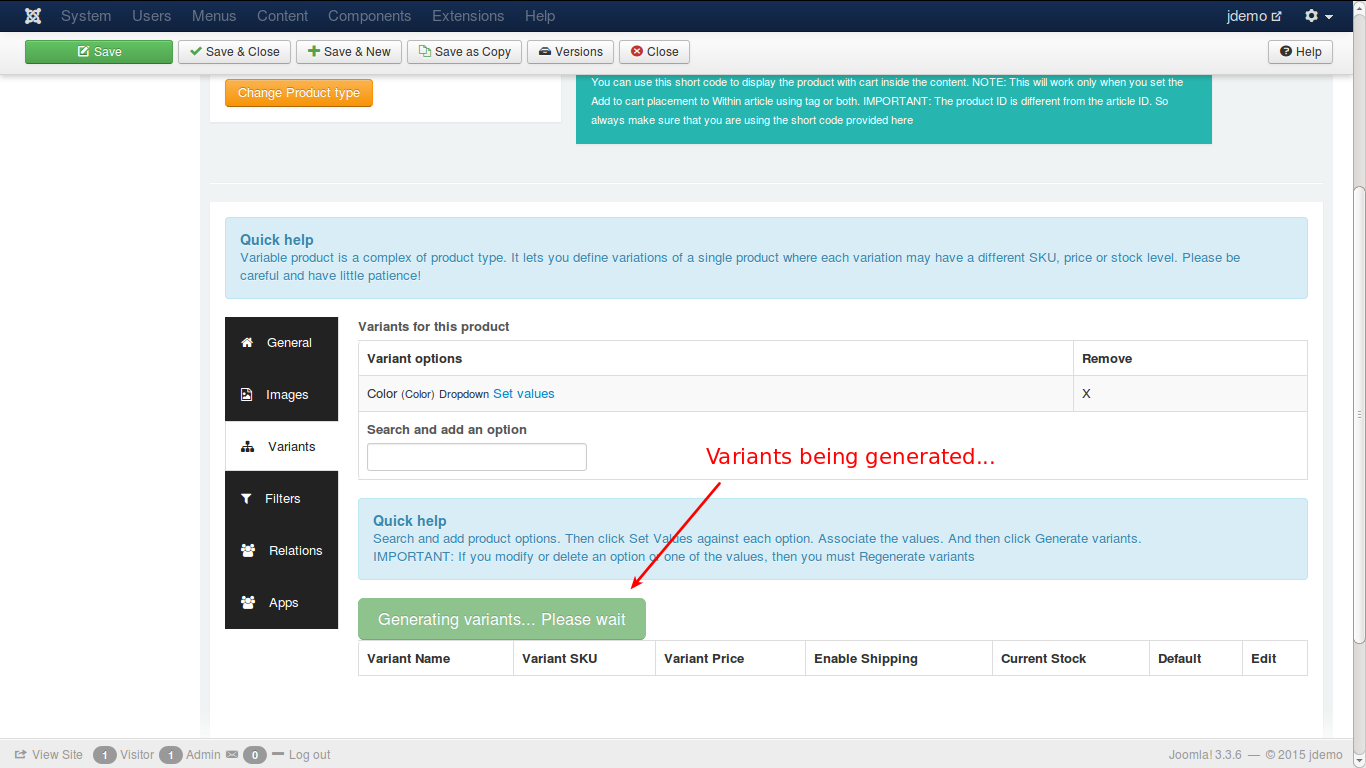 System Users Menus Content Components Extensions Help jdemo
Save Save & Close Save & New Save as Copy Versions Close Help
Change Product type
You can use this short code to display the product with cart inside the content. NOTE: This will work only when you set the
Add to cart placement to Within article using tag or both. IMPORTANT: The product ID is different from the article ID. So
always make sure that you are using the short code provided here
Quick help
Variable product is a complex of product type. It lets you define variations of a single product where each variation may have a different SKU, price or stock level. Please be
careful and have little patience!
General
Images
Variants
Filters
Relations
Apps
Variants for this product
Variant options Remove
Color (Color) Dropdown Set values X
Search and add an option
Variants being generated...
Quick help
Search and add product options. Then click Set Values against each option. Associate the values. And then click Generate variants.
IMPORTANT: If you modify or delete an option or one of the values, then you must Regenerate variants
Generating variants... Please wait
Variant Name Variant SKU Variant Price Enable Shipping Current Stock Default Edit
View Site 1 Visitor 1 Admin 0 Log out Joomla! 3.3.6 — © 2015 jdemo